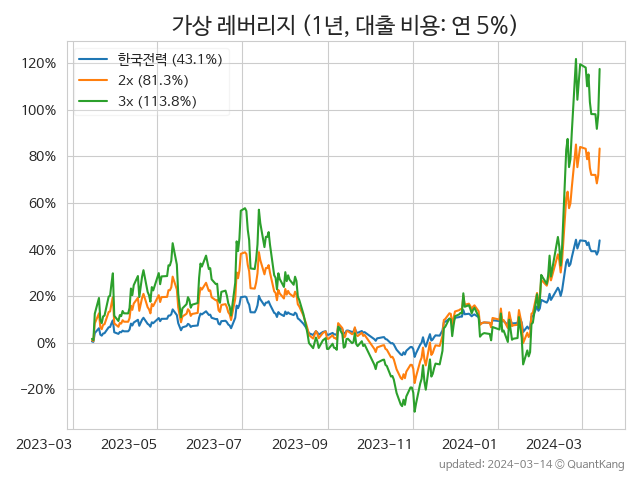 가상 레버리지 (1년, 대출 비용: 연 5%)
한국전력 (43.1%)
2x (81.3%)
3x (113.8%)
120%
100%
80%
60%
40%
20%
0%
−20%
2023-03 2023-05 2023-07 2023-09 2023-11 2024-01 2024-03
updated: 2024-03-14 ⓒ QuantKang